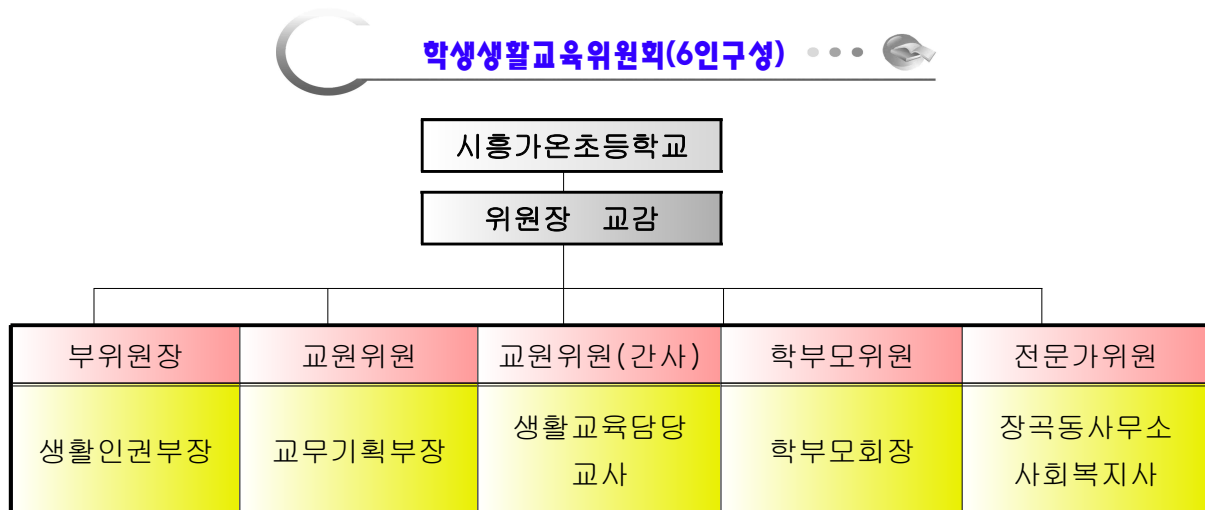 학생생활교육위원회(6인구성)
시흥가온초등학교
위원장 교감
부위원장 교원위원 교원위원(간사) 학부모위원 전문가위원
생활인권부장 교무기획부장 생활교육담당 교사 학부모회장 장곡동사무소 사회복지사